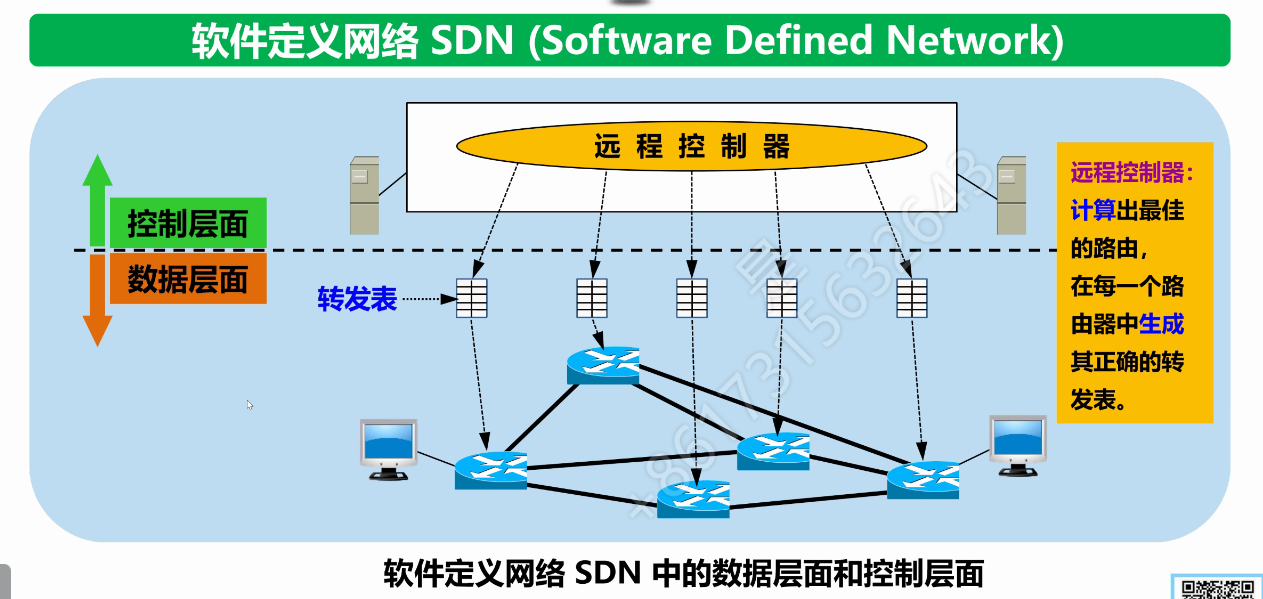 软件定义网络 SDN (Software Defined Network)
远程控制器
控制层面
数据层面
转发表
远程控制器：
计算出最佳
的路由，
在每一个路
由器中生成
其正确的转
发表。
软件定义网络 SDN 中的数据层面和控制层面